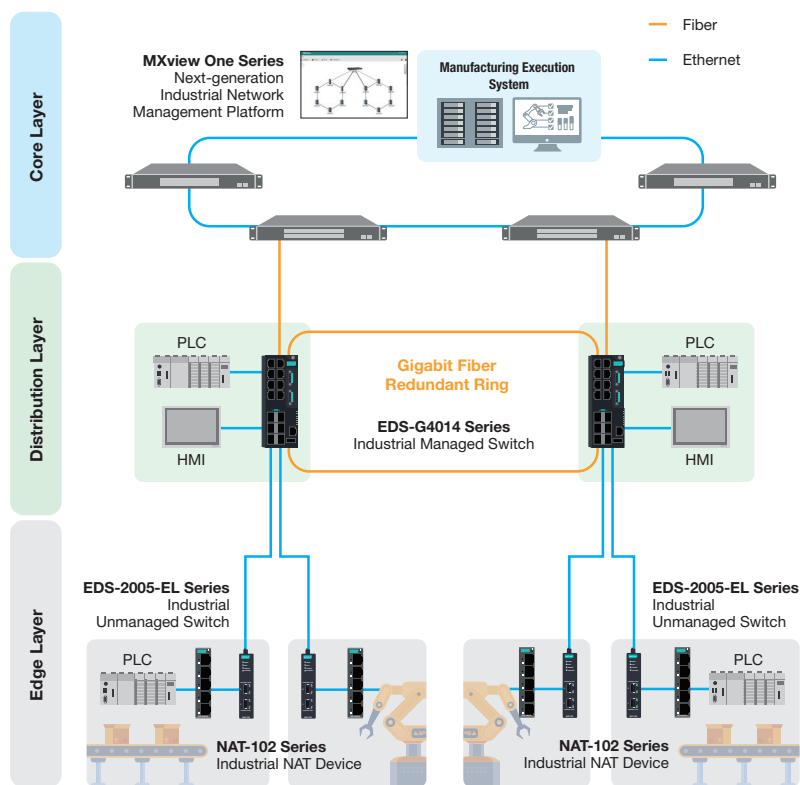 Fiber
Ethernet
Core Layer
MXview One Series
Next-generation
Industrial Network
Management Platform
Manufacturing Execution
System
Distribution Layer
PLC
HMI
Gigabit Fiber
Redundant Ring
EDS-G4014 Series
Industrial Managed Switch
PLC
HMI
Edge Layer
EDS-2005-EL Series
Industrial
Unmanaged Switch
EDS-2005-EL Series
Industrial
Unmanaged Switch
PLC
PLC
NAT-102 Series
Industrial NAT Device
NAT-102 Series
Industrial NAT Device